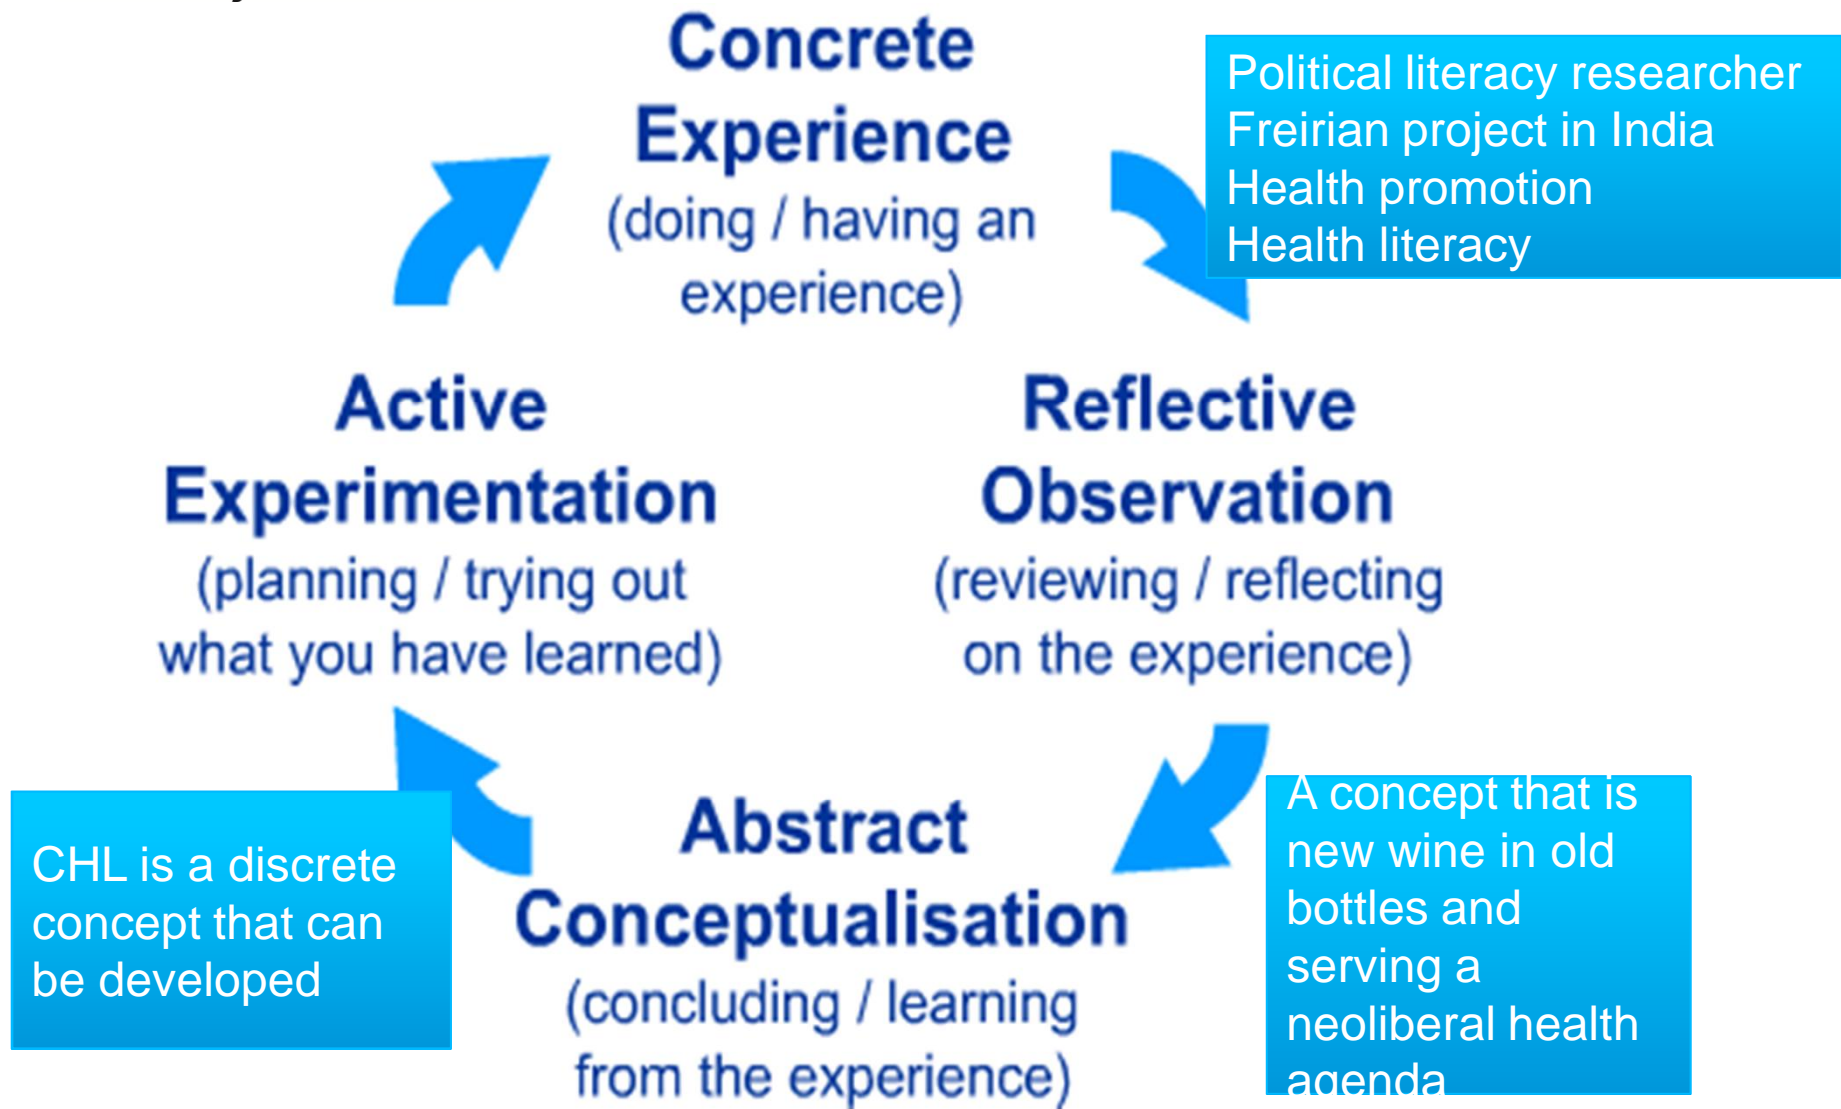 Concrete
Experience
(doing / having an
experience)
Political literacy researcher
Freirian project in India
Health promotion
Health literacy
Active
Experimentation
(planning / trying out
what you have learned)
Reflective
Observation
(reviewing / reflecting
on the experience)
CHL is a discrete
concept that can
be developed
Abstract
Conceptualisation
(concluding / learning
from the experience)
A concept that is
new wine in old
bottles and
serving a
neoliberal health
agenda